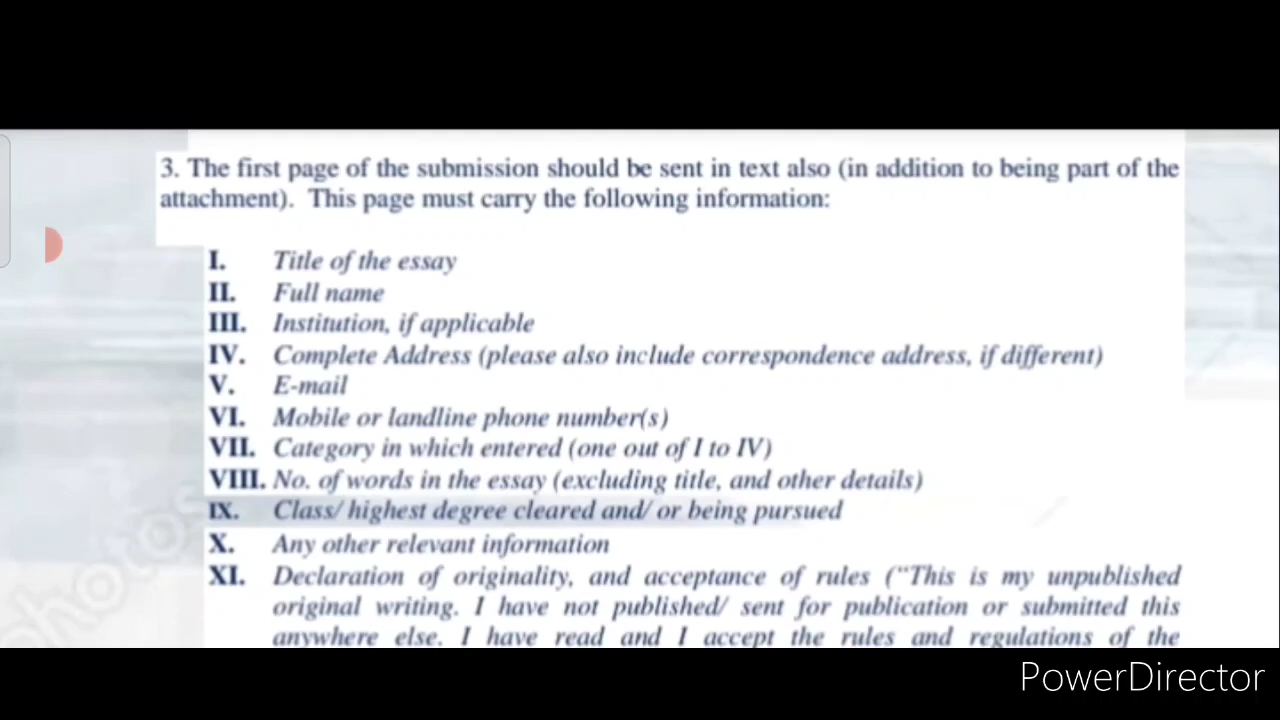 3. The first page of the submission should be sent in text also (in addition to being part of the
attachment). This page must carry the following information:
I. Title of the essay
II. Full name
III. Institution, if applicable
IV. Complete Address (please also include correspondence address, if different)
V. E-mail
VI. Mobile or landline phone number(s)
VII. Category in which entered (one out of I to IV)
VIII. No. of words in the essay (excluding title, and other details)
IX. Class/ highest degree cleared and/ or being pursued
X. Any other relevant information
XI. Declaration of originality, and acceptance of rules ("This is my unpublished
original writing. I have not published/ sent for publication or submitted this
anywhere else. I have read and I accept the rules and regulations of the
photos
PowerDirector